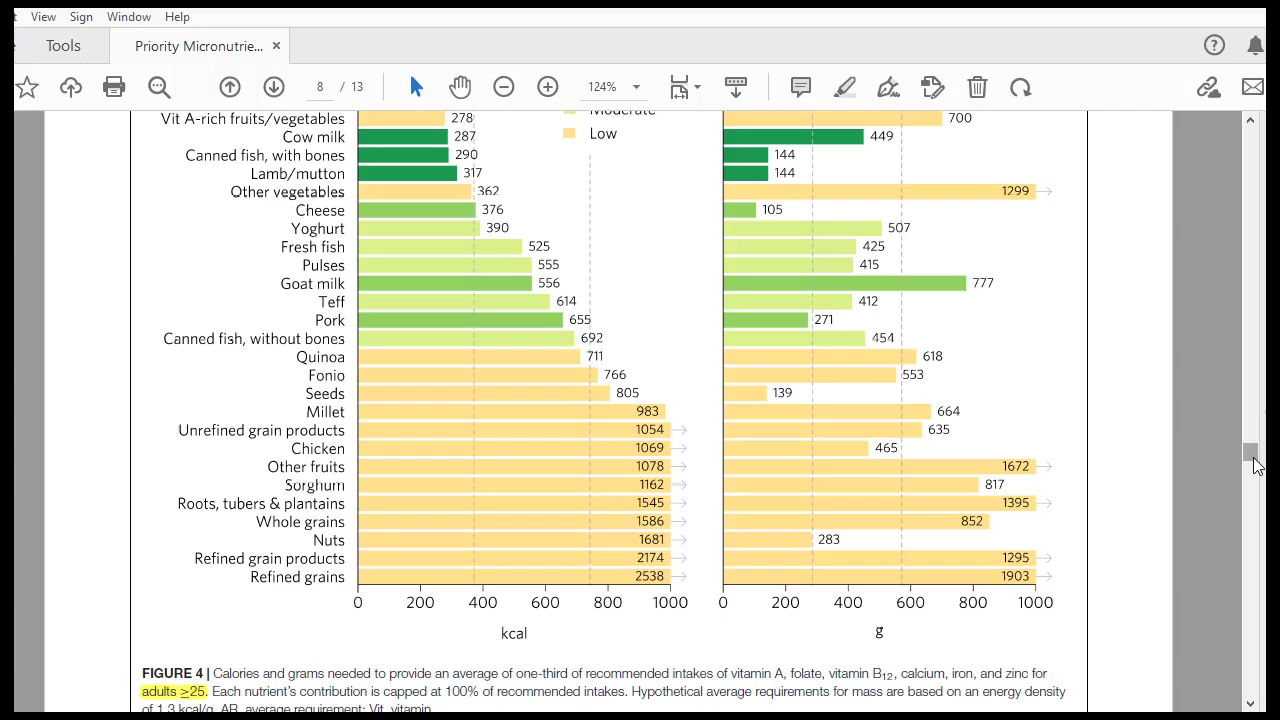 View Sign Window Help
Tools Priority Micronutrie... ×
8 / 13 124%
Moderate
Low
Vit A-rich fruits/vegetables 278 700
Cow milk 287 449
Canned fish, with bones 290 144
Lamb/mutton 317 144
Other vegetables 362 1299
Cheese 376 105
Yoghurt 390 507
Fresh fish 525 425
Pulses 555 415
Goat milk 556 777
Teff 614 412
Pork 655 271
Canned fish, without bones 692 454
Quinoa 711 618
Fonio 766 553
Seeds 805 139
Millet 983 664
Unrefined grain products 1054 635
Chicken 1069 465
Other fruits 1078 1672
Sorghum 1162 817
Roots, tubers & plantains 1545 1395
Whole grains 1586 852
Nuts 1681 283
Refined grain products 2174 1295
Refined grains 2538 1903
0 200 400 600 800 1000 0 200 400 600 800 1000
kcal g
FIGURE 4 | Calories and grams needed to provide an average of one-third of recommended intakes of vitamin A, folate, vitamin B12, calcium, iron, and zinc for
adults ≥25. Each nutrient's contribution is capped at 100% of recommended intakes. Hypothetical average requirements for mass are based on an energy density
of 1.3 kcal/g. AR, average requirement; Vit, vitamin.